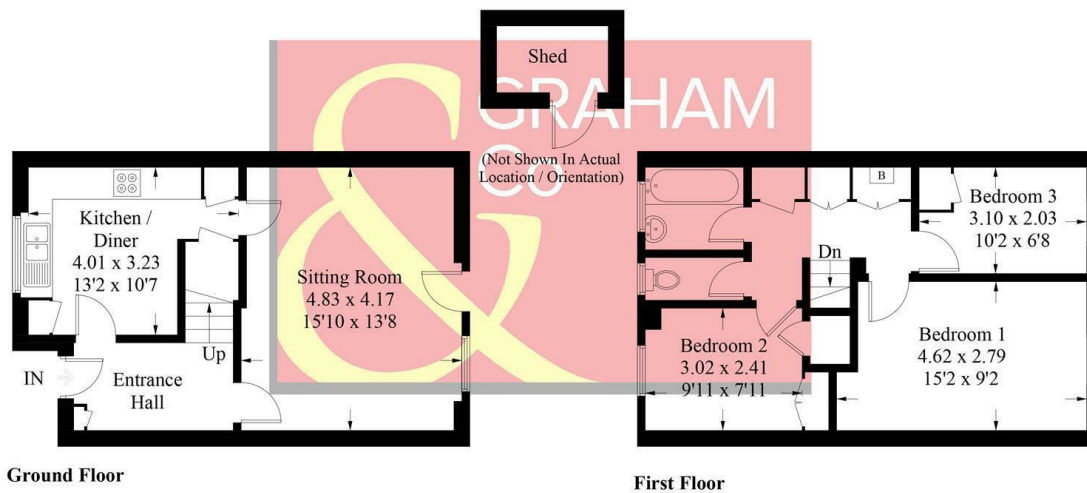 Shed
GRAHAM
Co
&
(Not Shown In Actual
Location / Orientation)
Kitchen /
Diner
4.01 x 3.23
13'2 x 10'7
Sitting Room
4.83 x 4.17
15'10 x 13'8
Up
IN
Entrance
Hall
Ground Floor
B
Bedroom 3
3.10 x 2.03
10'2 x 6'8
Dn
Bedroom 2
3.02 x 2.41
9'11 x 7'11
Bedroom 1
4.62 x 2.79
15'2 x 9'2
First Floor